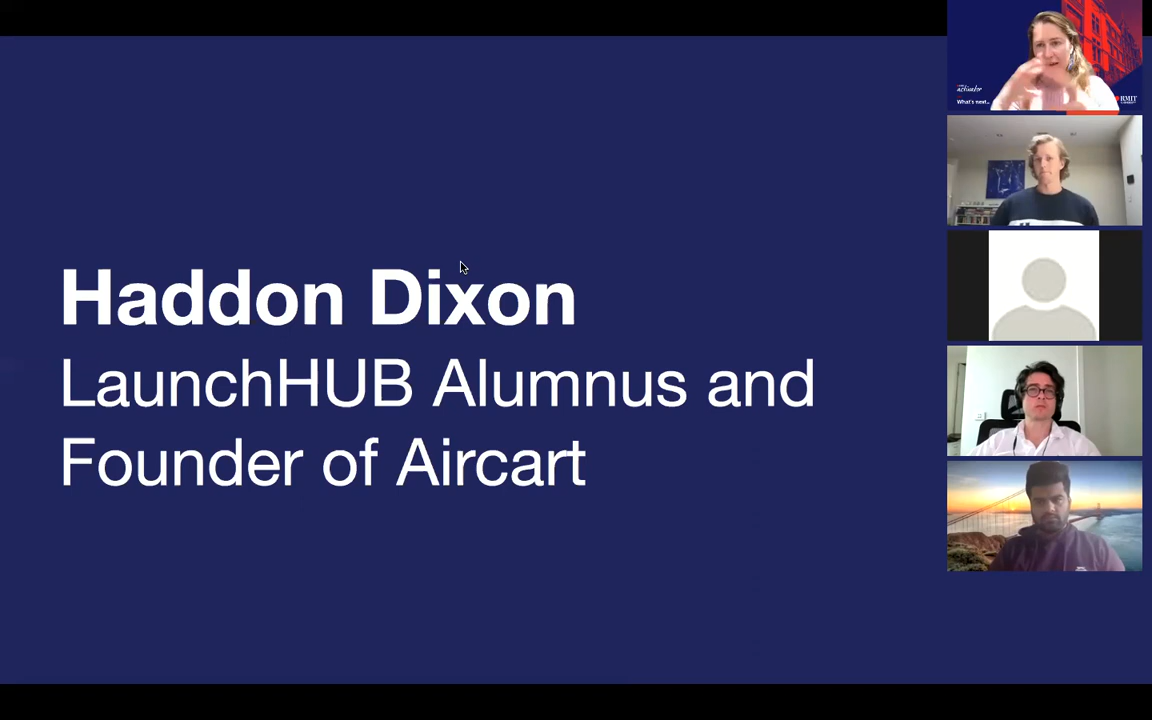 Haddon Dixon
LaunchHUB Alumnus and
Founder of Aircart
activator
What's next...
RMIT